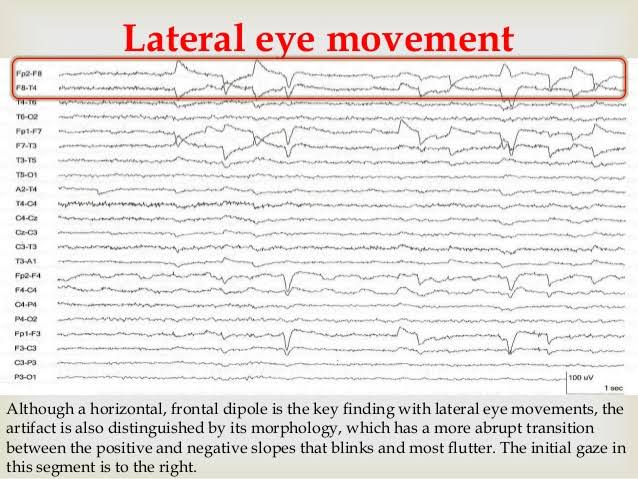 Lateral eye movement
Fp2-F8
F8-T4
T4-T6
T6-O2
Fp1-F7
F7-T3
T3-T5
T5-O1
A2-T4
T4-C4
C4-Cz
Cz-C3
C3-T3
T3-A1
Fp2-F4
F4-C4
C4-P4
P4-O2
Fp1-F3
F3-C3
C3-P3
P3-O1
100 uV
1 sec
Although a horizontal, frontal dipole is the key finding with lateral eye movements, the
artifact is also distinguished by its morphology, which has a more abrupt transition
between the positive and negative slopes that blinks and most flutter. The initial gaze in
this segment is to the right.